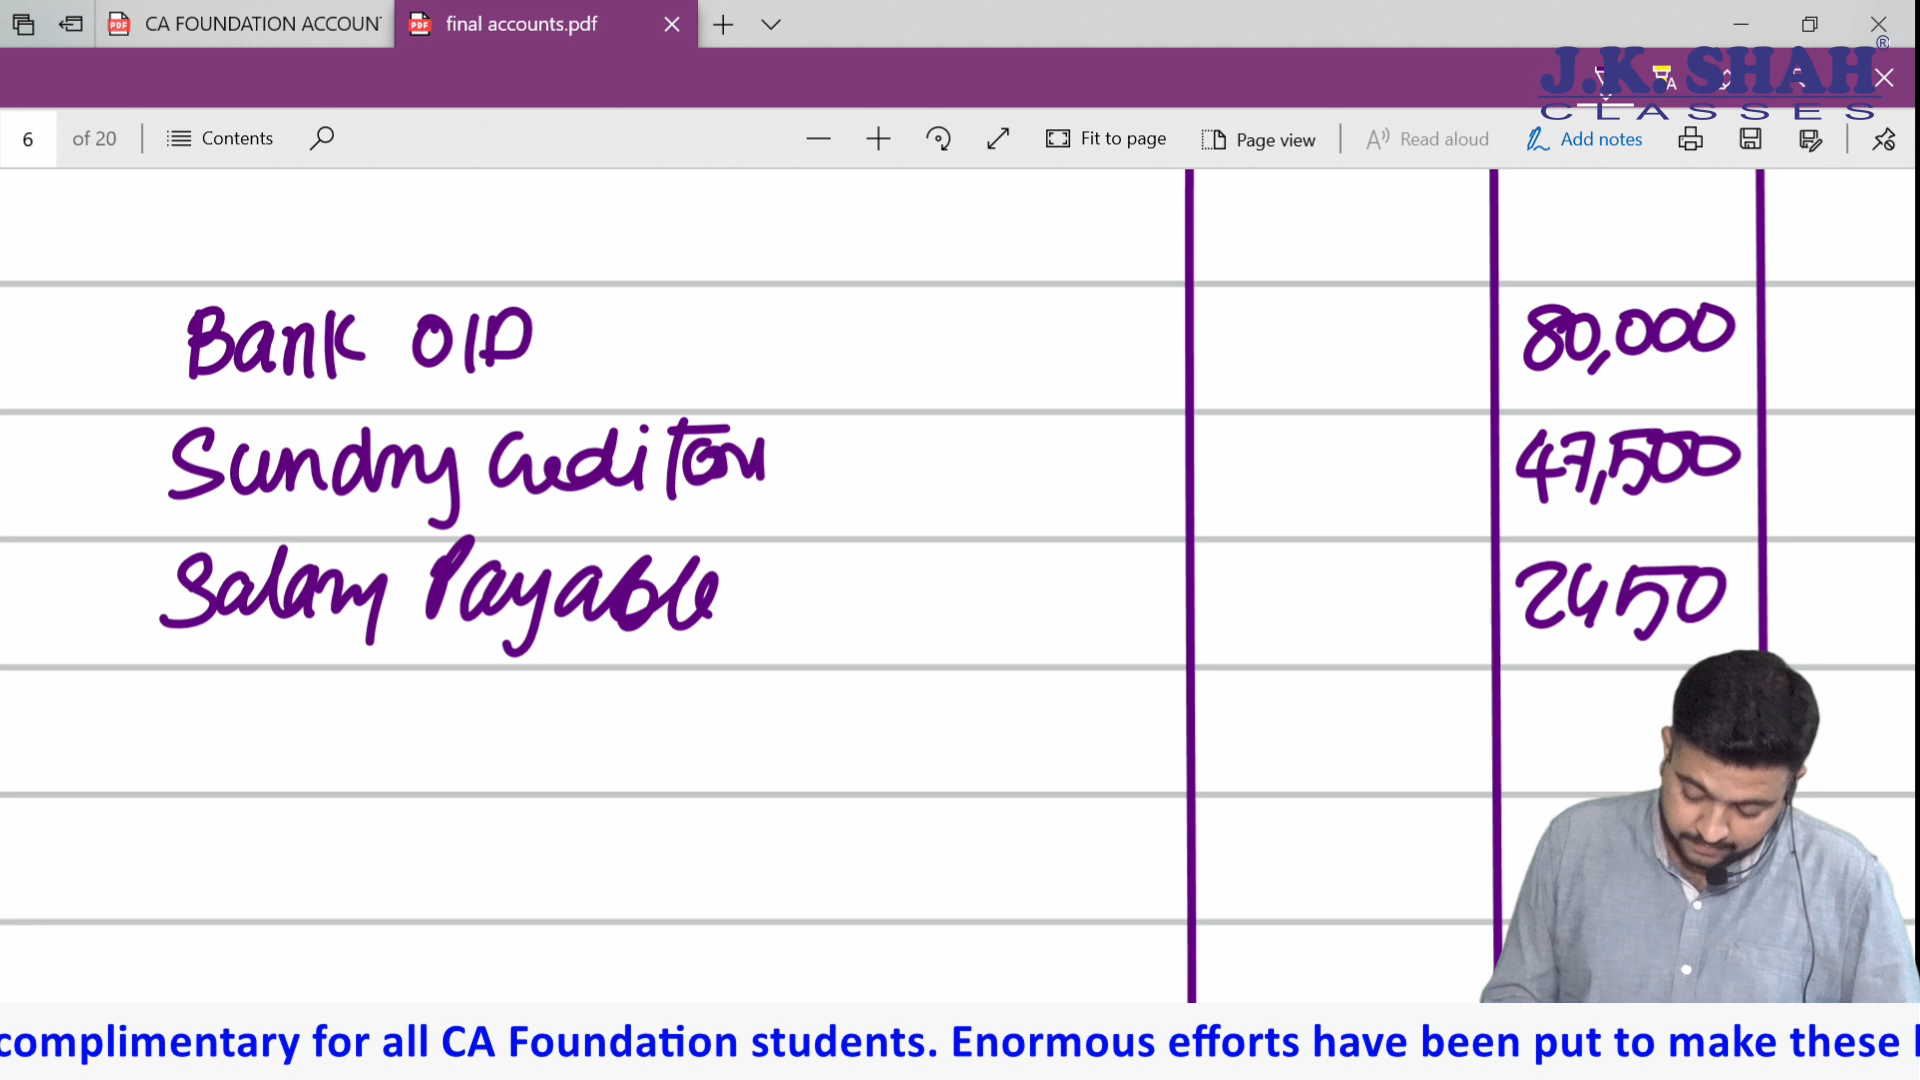 CA FOUNDATION ACCOUN
final accounts.pdf
J.K. SHAH®
CLASSES
6 of 20 Contents Fit to page Page view Read aloud Add notes
Bank O/D 80,000
Sundry Creditors 47,500
Salary Payable 2450
complimentary for all CA Foundation students. Enormous efforts have been put to make these